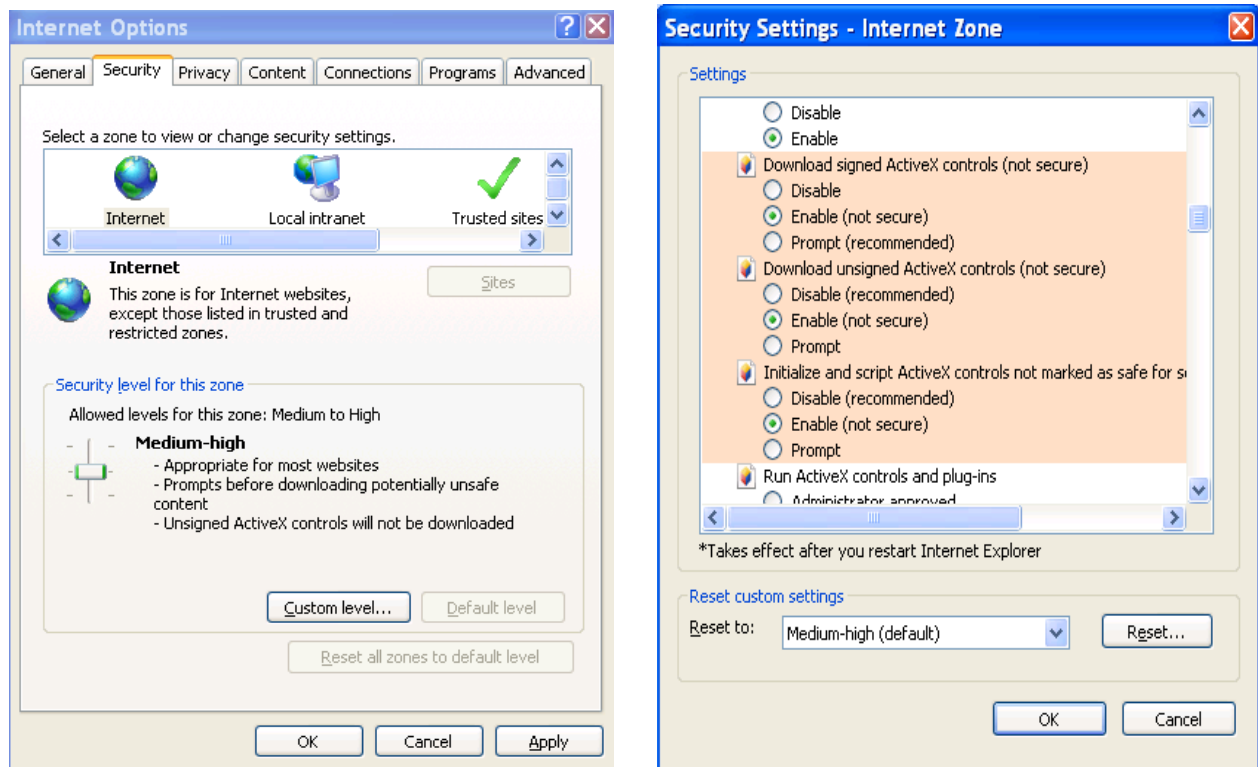 Internet Options
General Security Privacy Content Connections Programs Advanced
Select a zone to view or change security settings.
Internet Local intranet Trusted sites
Internet
Sites
This zone is for Internet websites,
except those listed in trusted and
restricted zones.
Security level for this zone
Allowed levels for this zone: Medium to High
Medium-high
- Appropriate for most websites
- Prompts before downloading potentially unsafe
content
- Unsigned ActiveX controls will not be downloaded
Custom level... Default level
Reset all zones to default level
OK Cancel Apply
Security Settings - Internet Zone
Settings
Disable
Enable
Download signed ActiveX controls (not secure)
Disable
Enable (not secure)
Prompt (recommended)
Download unsigned ActiveX controls (not secure)
Disable (recommended)
Enable (not secure)
Prompt
Initialize and script ActiveX controls not marked as safe for s
Disable (recommended)
Enable (not secure)
Prompt
Run ActiveX controls and plug-ins
Administrator approved
*Takes effect after you restart Internet Explorer
Reset custom settings
Reset to: Medium-high (default) Reset...
OK Cancel